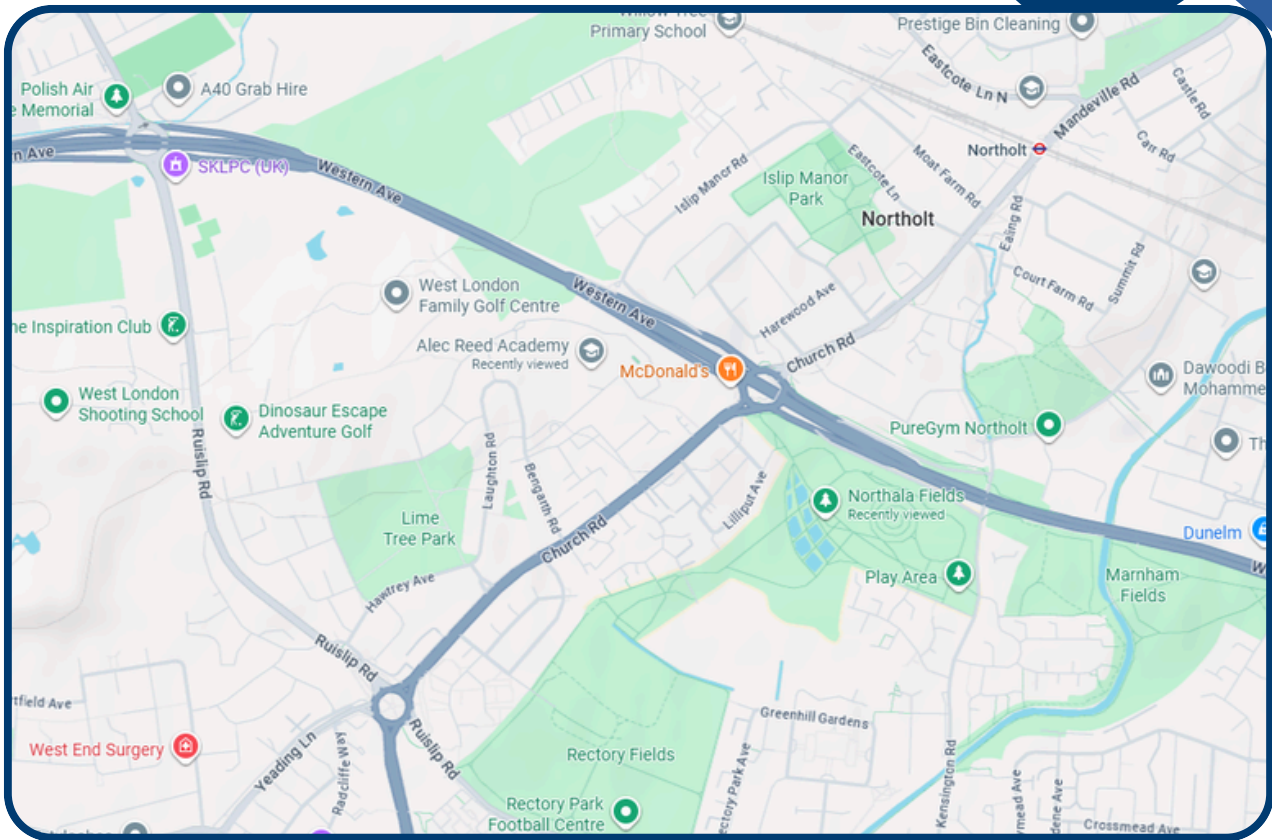 Primary School
Prestige Bin Cleaning
Eastcote Ln N
Mandeville Rd
Castle Rd
Carr Rd
Polish Air
Memorial
A40 Grab Hire
Northolt
Ave
SKLPC (UK)
Western Ave
Islip Manor Rd
Islip Manor
Park
Eastcote Ln
Moat Farm Rd
Northolt
Ealing Rd
Court Farm Rd
Summit Rd
West London
Family Golf Centre
Western Ave
Harewood Ave
Church Rd
Inspiration Club
Alec Reed Academy
Recently viewed
McDonald's
Dawoodi B
Mohamme
West London
Shooting School
Dinosaur Escape
Adventure Golf
PureGym Northolt
Th
Ruislip Rd
Laughton Rd
Bengarth Rd
Lilliput Ave
Northala Fields
Recently viewed
Lime
Tree Park
Church Rd
Dunelm
Play Area
Marnham
Fields
Hawtrey Ave
Ruislip Rd
tfield Ave
Greenhill Gardens
West End Surgery
Yeading Ln
Radcliffe Way
Ruislip Rd
Rectory Fields
ectory Park Ave
Kensington Rd
Rectory Park
Football Centre
ymead Ave
dene Ave
Crossmead Ave